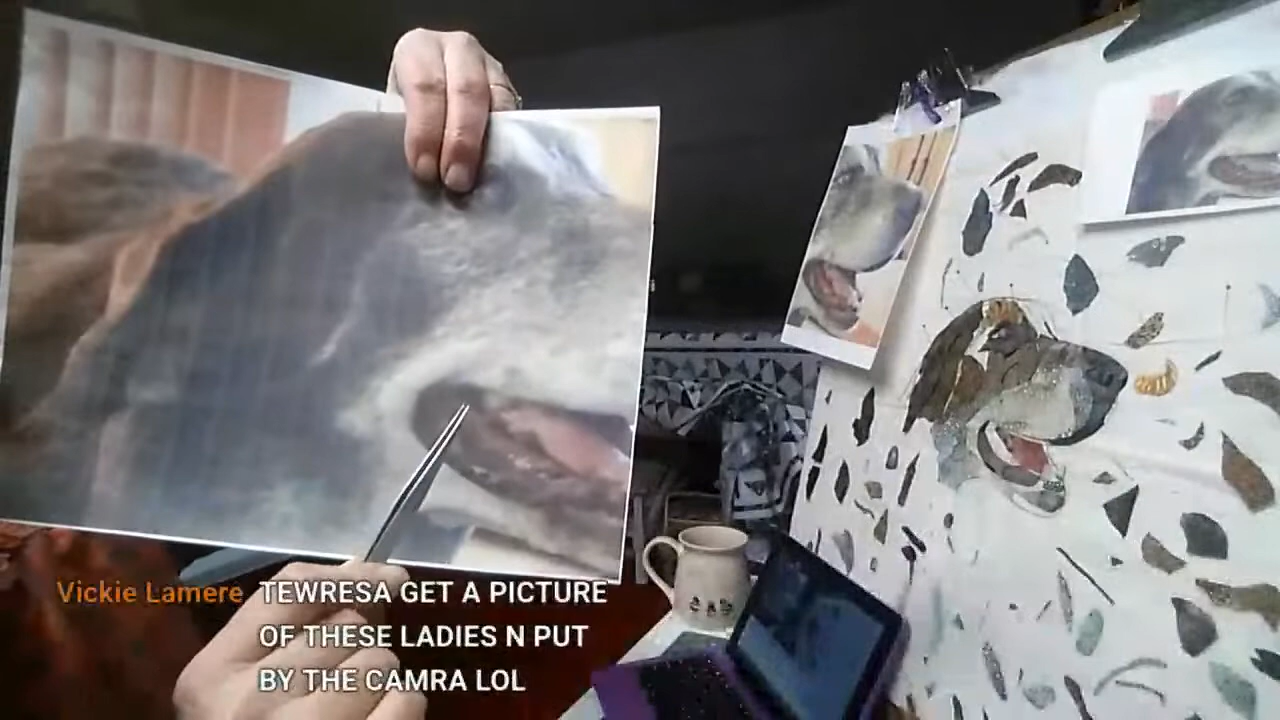 Vickie Lamere TEWRESA GET A PICTURE
OF THESE LADIES N PUT
BY THE CAMRA LOL